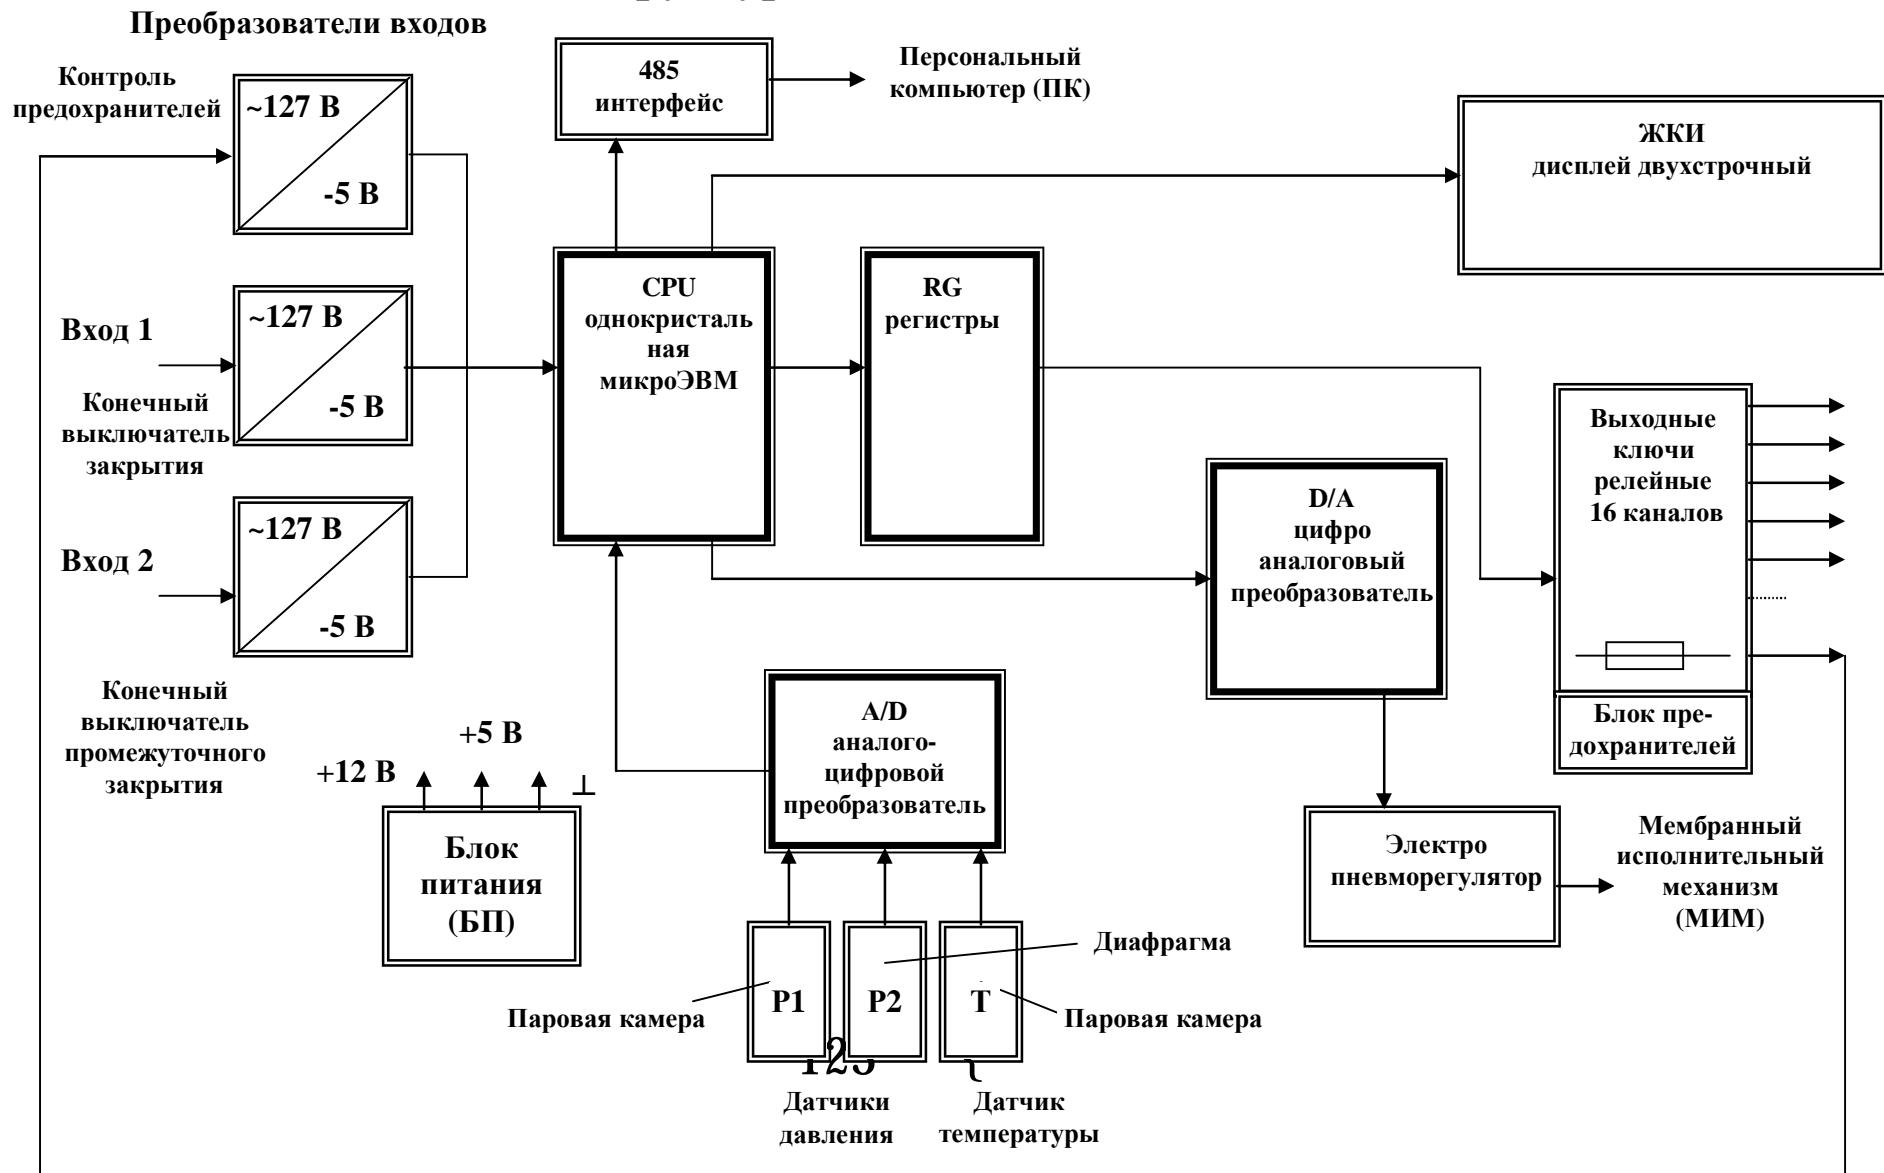 Преобразователи входов
Контроль
предохранителей
~127 В
-5 В
485
интерфейс
Персональный
компьютер (ПК)
ЖКИ
дисплей двухстрочный
Вход 1
~127 В
-5 В
Конечный
выключатель
закрытия
CPU
однокристаль
ная
микроЭВМ
RG
регистры
Выходные
ключи
релейные
16 каналов
Вход 2
~127 В
-5 В
Конечный
выключатель
промежуточного
закрытия
D/A
цифро
аналоговый
преобразователь
A/D
аналого-
цифровой
преобразователь
Блок пре-
дохранителей
+12 В
+5 В
⊥
Блок
питания
(БП)
Электро
пневморегулятор
Мембранный
исполнительный
механизм
(МИМ)
Диафрагма
Р1
Р2
Т
Паровая камера
Паровая камера
Датчики
давления
Датчик
температуры